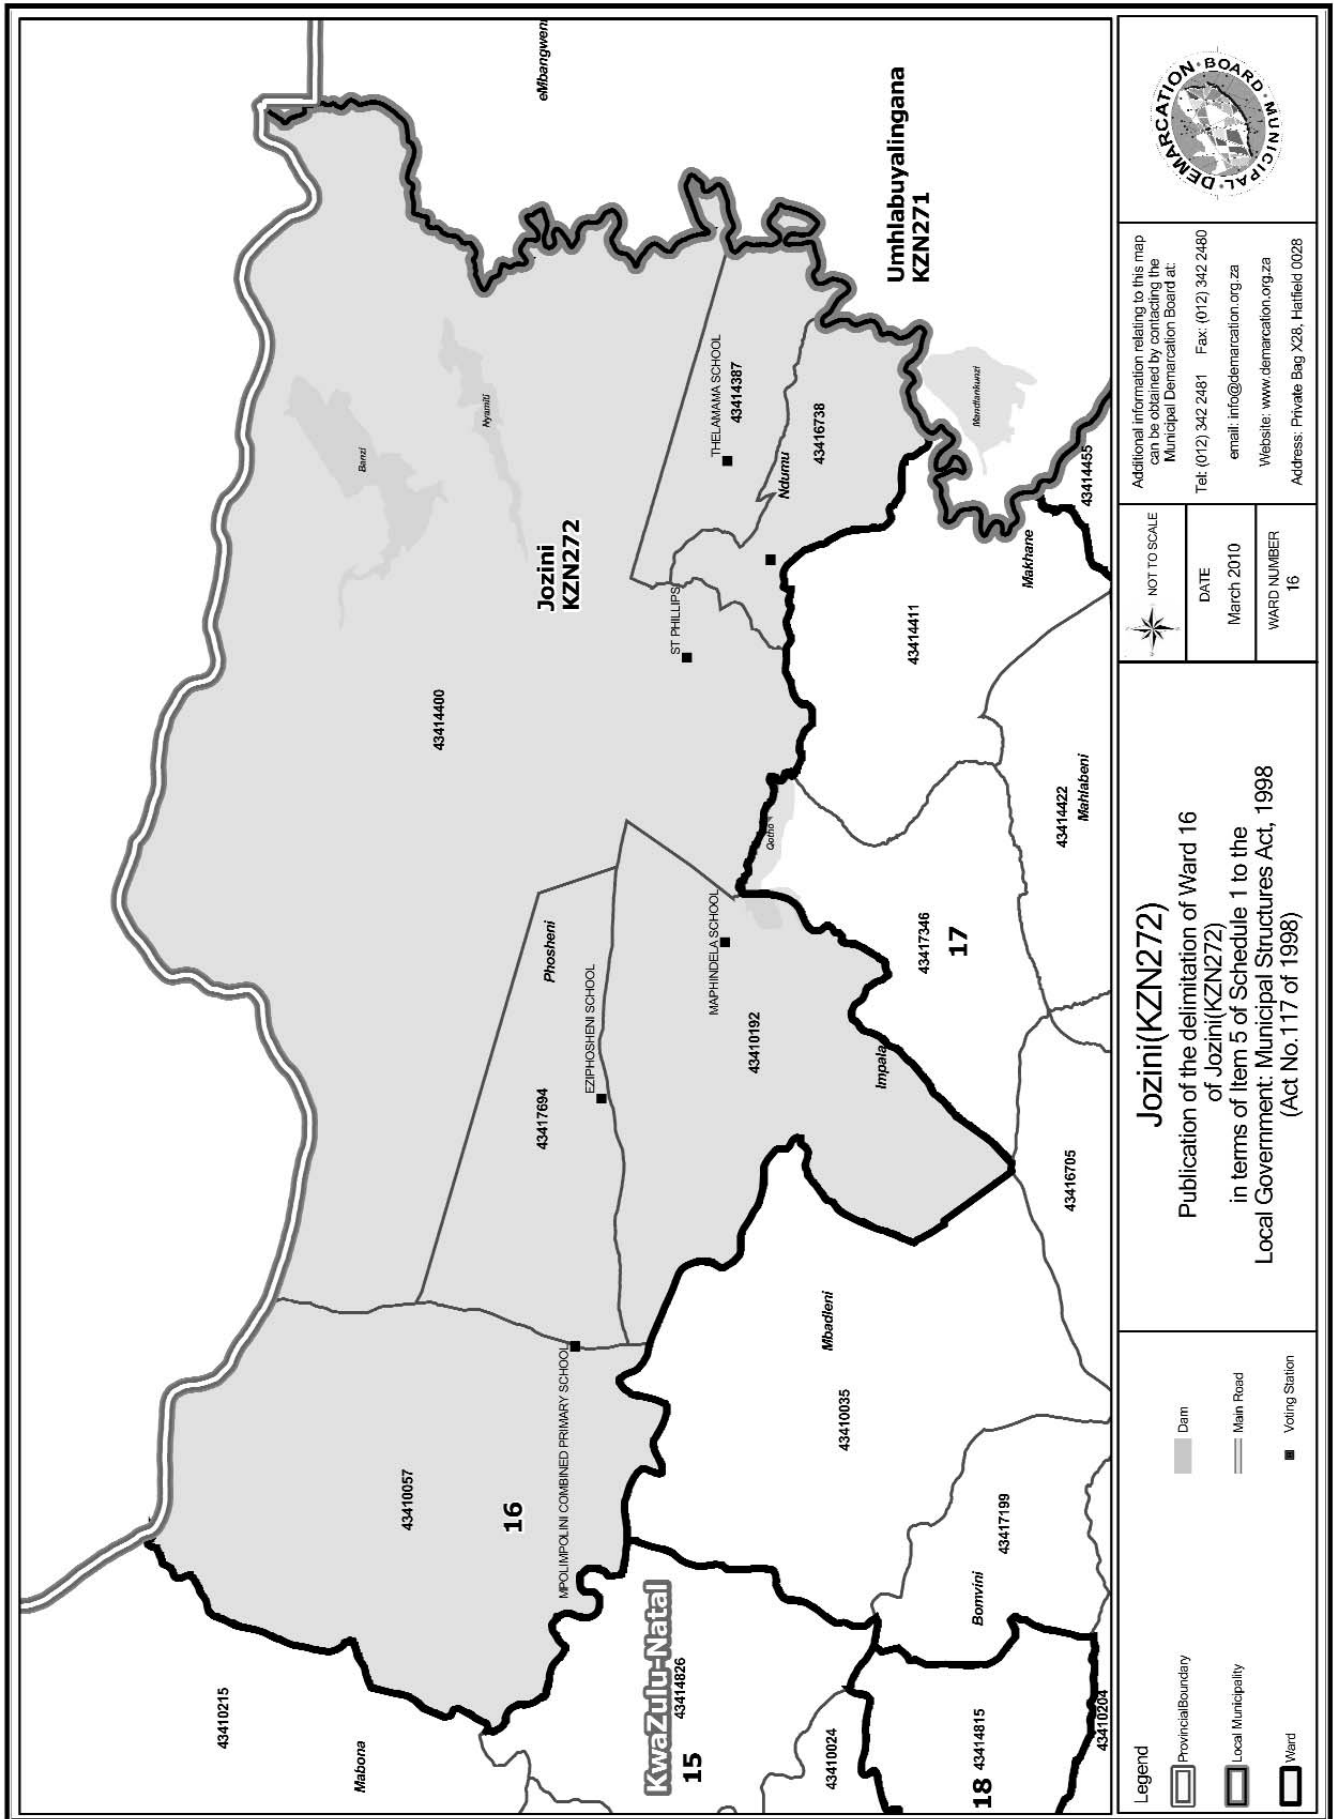 eMbangweni
Banzi
Nyamiti
Jozini
KZN272
Umhlabuyalingana
KZN271
THELAMAMA SCHOOL
43414387
Ndumu
43416738
ST PHILLIPS
Mandlankunzi
43414455
Makhane
43414411
43414400
43414422
Mahlabeni
Qotho
43417346
17
Phosheni
EZIPHOSHENI SCHOOL
43417694
MAPHINDELA SCHOOL
43410192
Impala
43416705
Mbadleni
43410035
MPOLIMPOLINI COMBINED PRIMARY SCHOOL
43410057
16
43417199
Bomvini
KwaZulu-Natal
43414826
15
43410215
Mabona
43410024
18
43414815
43410204
Legend
ProvincialBoundary
Local Municipality
Ward
Dam
Main Road
Voting Station
Jozini(KZN272)
Publication of the delimitation of Ward 16
of Jozini(KZN272)
in terms of Item 5 of Schedule 1 to the
Local Government: Municipal Structures Act, 1998
(Act No.117 of 1998)
NOT TO SCALE
DATE
March 2010
WARD NUMBER
16
Additional information relating to this map
can be obtained by contacting the
Municipal Demarcation Board at:
Tel: (012) 342 2481 Fax: (012) 342 2480
email: info@demarcation.org.za
Website: www.demarcation.org.za
Address: Private Bag X28, Hatfield 0028
MUNICIPAL DEMARCATION BOARD